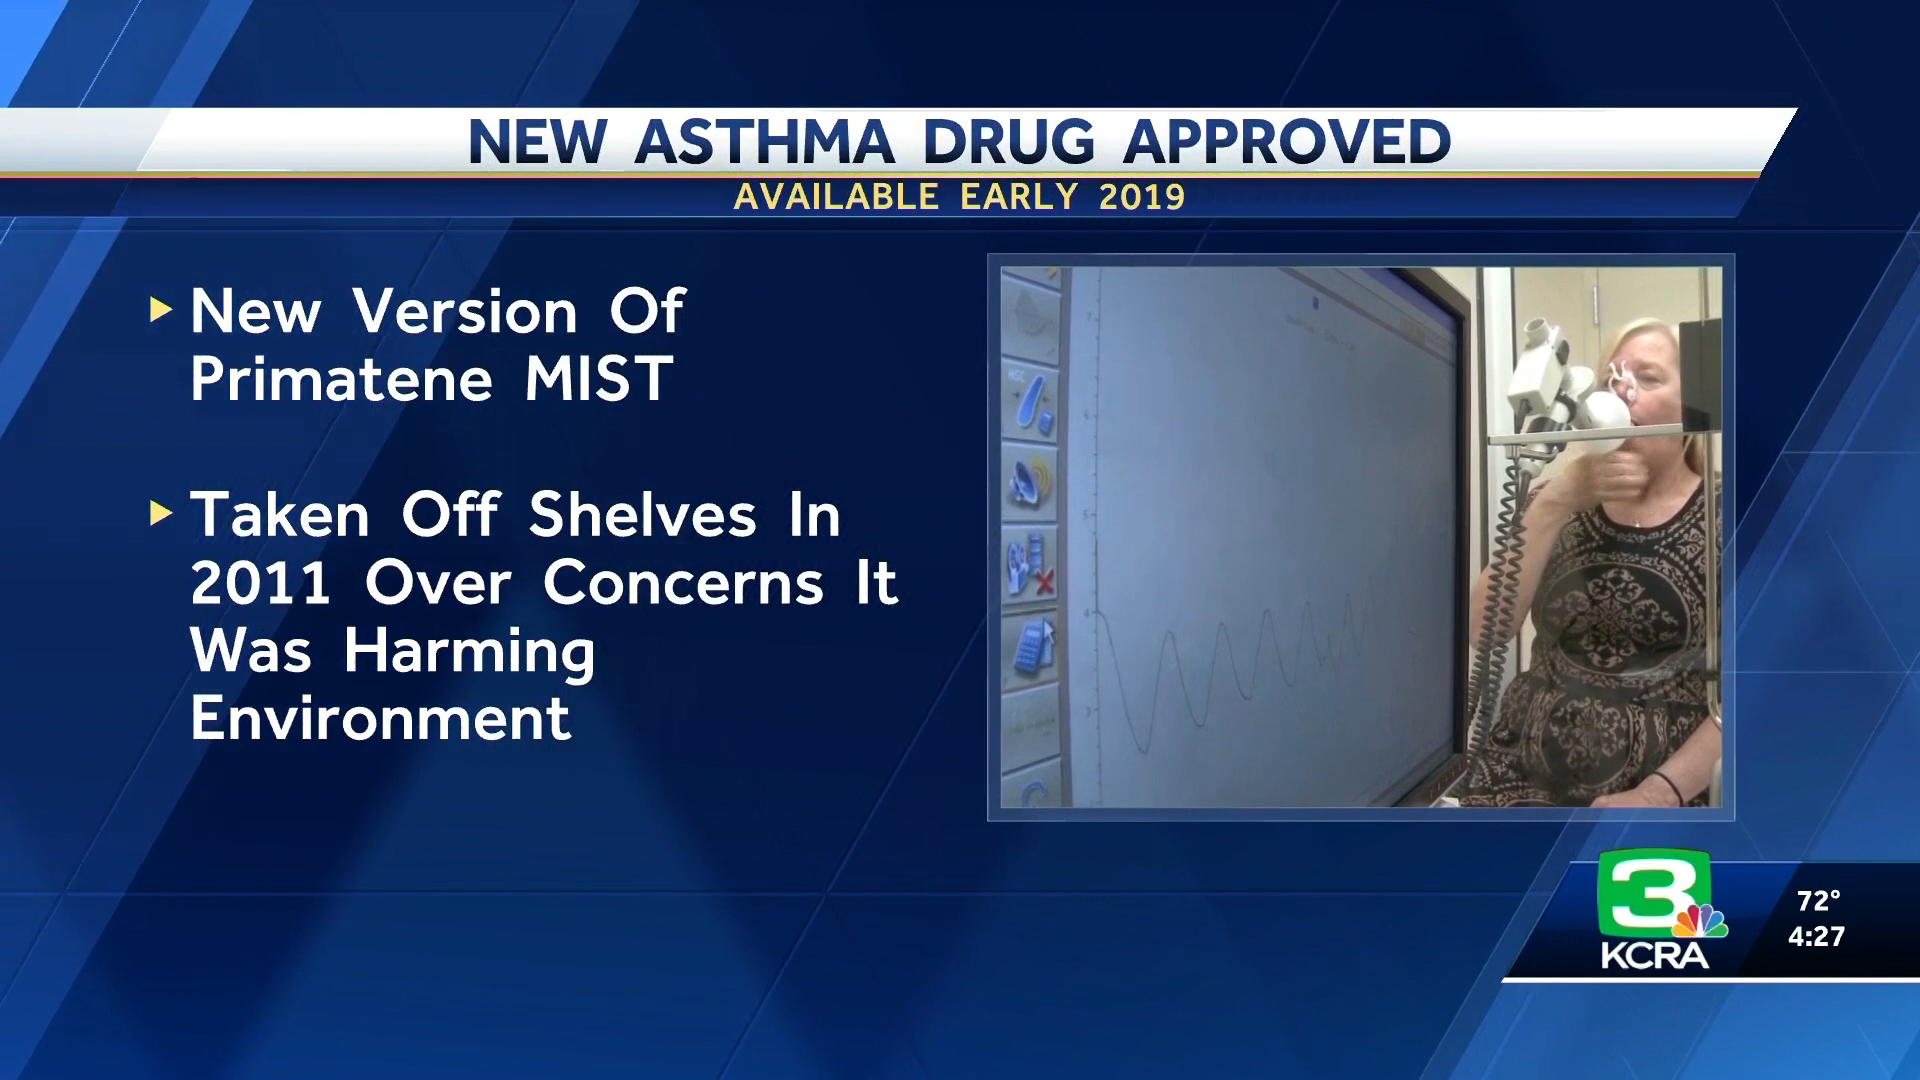 NEW ASTHMA DRUG APPROVED
AVAILABLE EARLY 2019
New Version Of
Primatene MIST
Taken Off Shelves In
2011 Over Concerns It
Was Harming
Environment
3
KCRA
72°
4:27